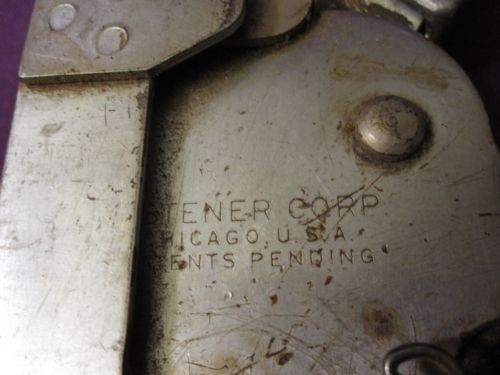 TENER CORP
ICAGO, U.S.A.
ENTS PENDING